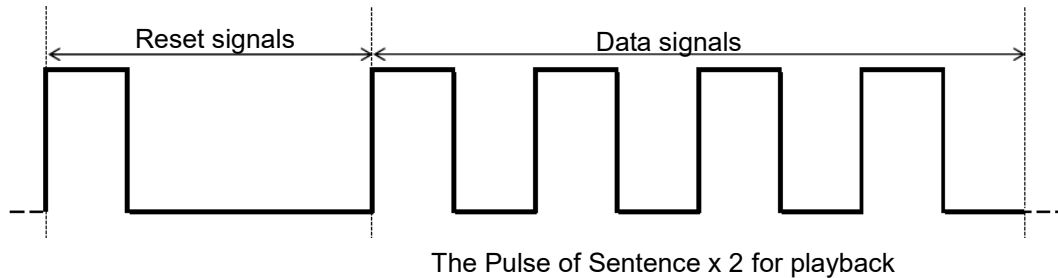 Reset signals
Data signals
The Pulse of Sentence x 2 for playback